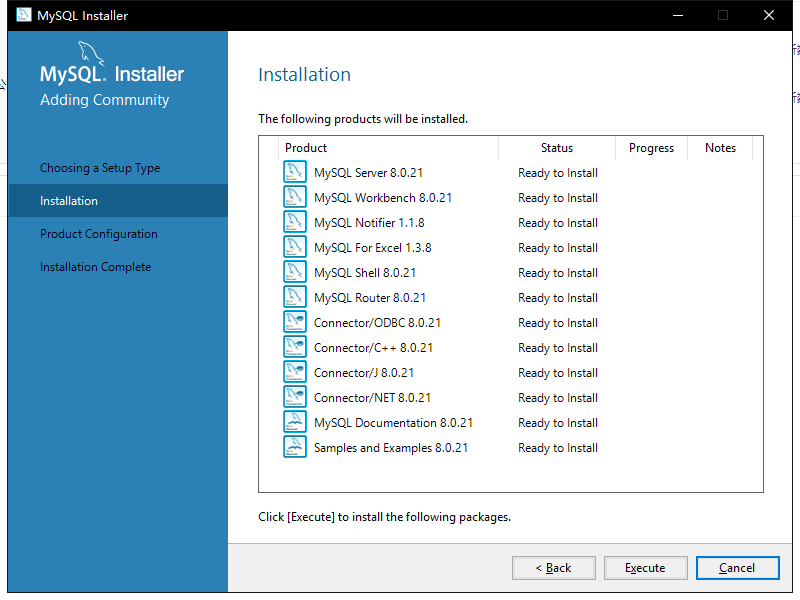 MySQL Installer
MySQL. Installer
Adding Community
Choosing a Setup Type
Installation
Product Configuration
Installation Complete
Installation
The following products will be installed.
Product Status Progress Notes
MySQL Server 8.0.21 Ready to Install
MySQL Workbench 8.0.21 Ready to Install
MySQL Notifier 1.1.8 Ready to Install
MySQL For Excel 1.3.8 Ready to Install
MySQL Shell 8.0.21 Ready to Install
MySQL Router 8.0.21 Ready to Install
Connector/ODBC 8.0.21 Ready to Install
Connector/C++ 8.0.21 Ready to Install
Connector/J 8.0.21 Ready to Install
Connector/NET 8.0.21 Ready to Install
MySQL Documentation 8.0.21 Ready to Install
Samples and Examples 8.0.21 Ready to Install
Click [Execute] to install the following packages.
< Back Execute Cancel